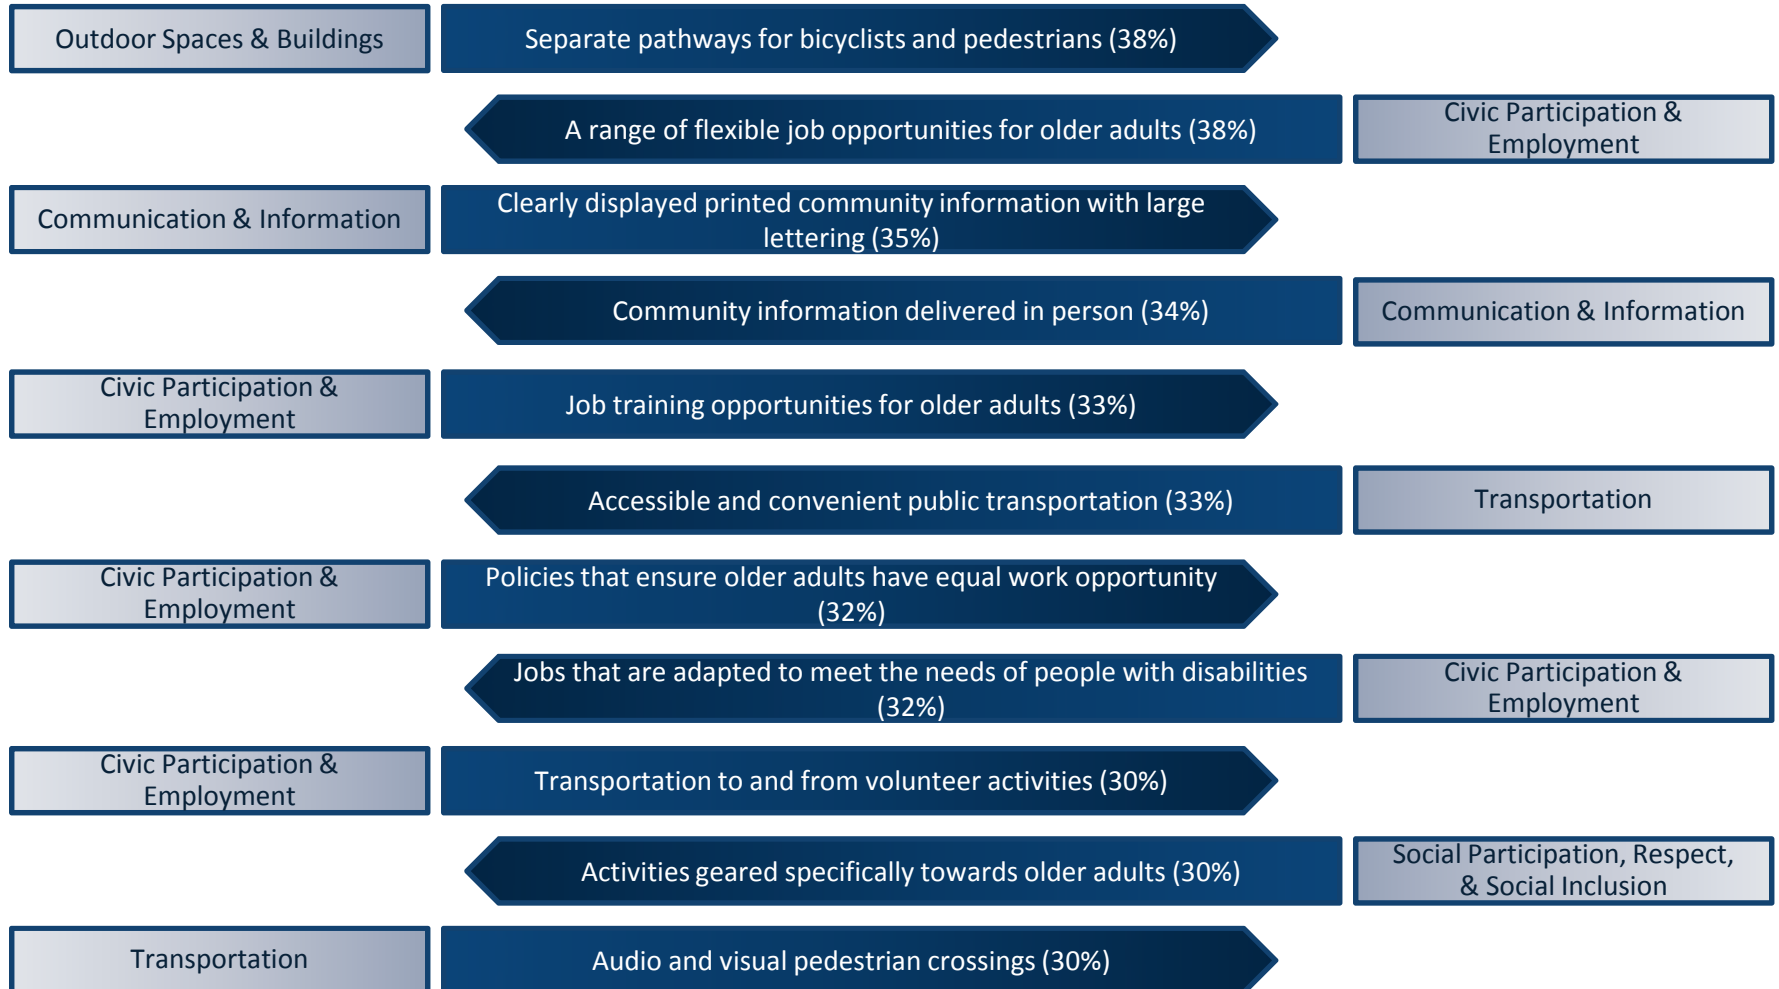 Outdoor Spaces & Buildings
Separate pathways for bicyclists and pedestrians (38%)
A range of flexible job opportunities for older adults (38%)
Civic Participation &
Employment
Communication & Information
Clearly displayed printed community information with large
lettering (35%)
Community information delivered in person (34%)
Communication & Information
Civic Participation &
Employment
Job training opportunities for older adults (33%)
Accessible and convenient public transportation (33%)
Transportation
Civic Participation &
Employment
Policies that ensure older adults have equal work opportunity
(32%)
Jobs that are adapted to meet the needs of people with disabilities
(32%)
Civic Participation &
Employment
Civic Participation &
Employment
Transportation to and from volunteer activities (30%)
Activities geared specifically towards older adults (30%)
Social Participation, Respect,
& Social Inclusion
Transportation
Audio and visual pedestrian crossings (30%)